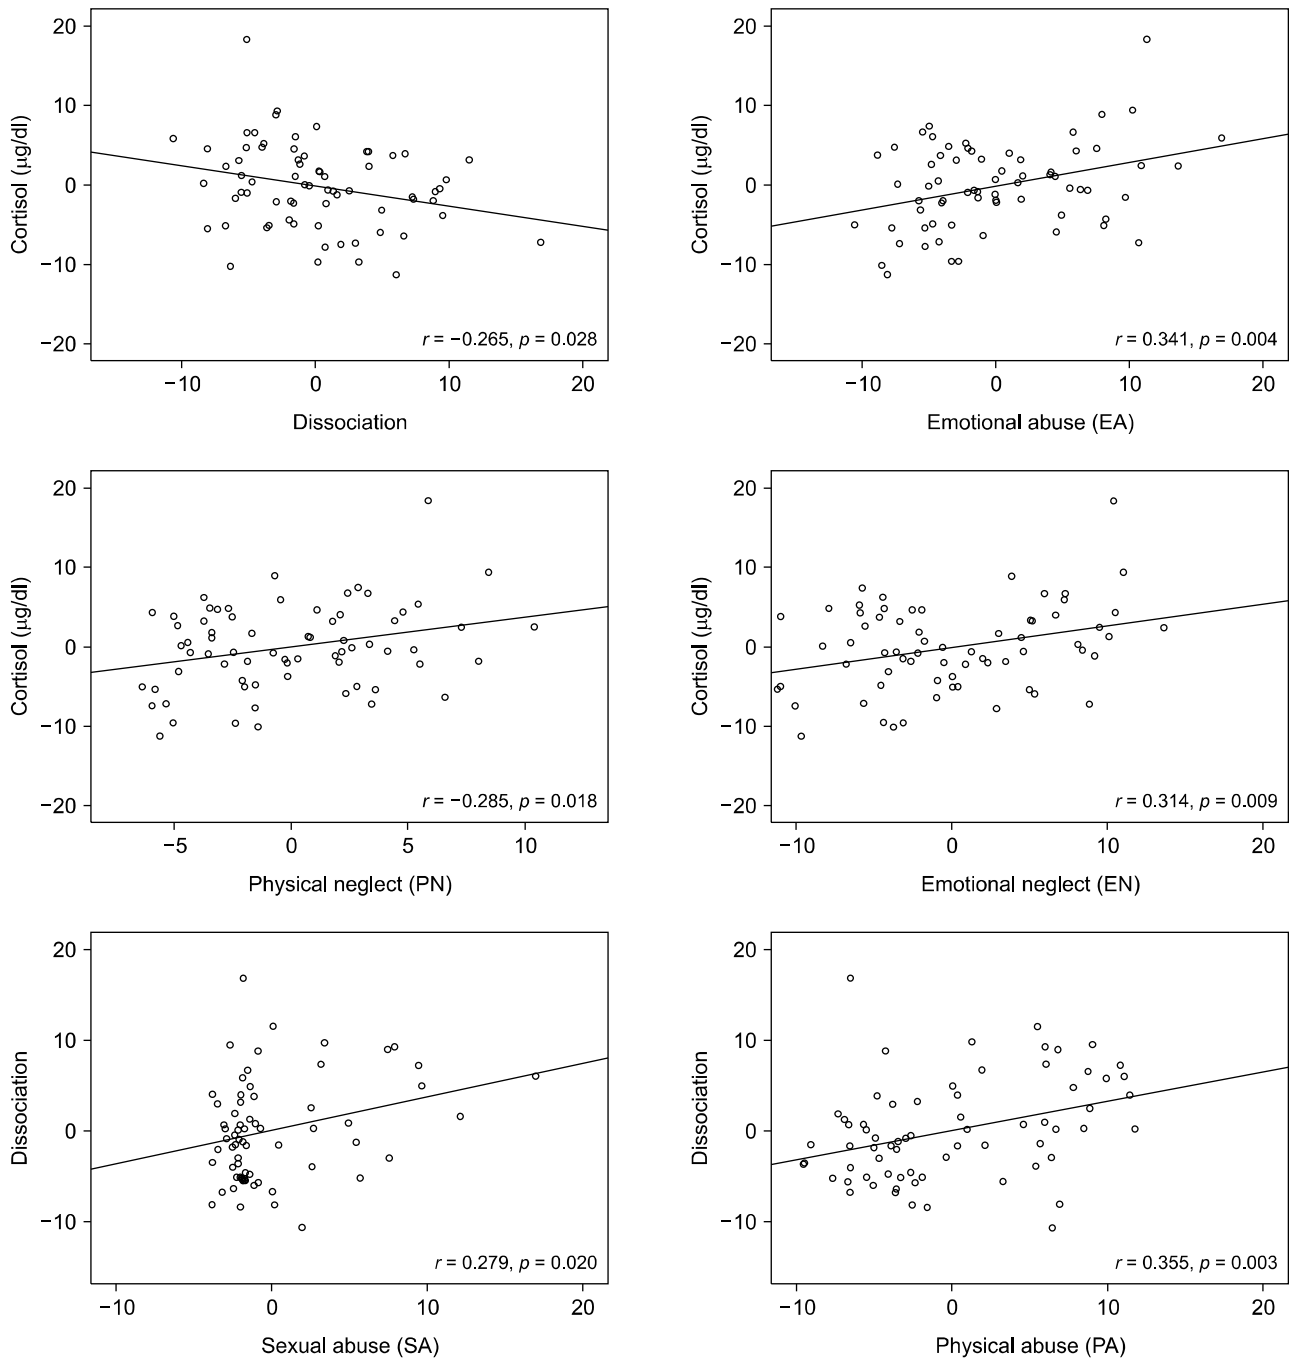 20
10
0
−10
−20
Cortisol (μg/dl)
r = −0.265, p = 0.028
−10 0 10 20
Dissociation
20
10
0
−10
−20
Cortisol (μg/dl)
r = 0.341, p = 0.004
−10 0 10 20
Emotional abuse (EA)
20
10
0
−10
−20
Cortisol (μg/dl)
r = −0.285, p = 0.018
−5 0 5 10
Physical neglect (PN)
20
10
0
−10
−20
Cortisol (μg/dl)
r = 0.314, p = 0.009
−10 0 10 20
Emotional neglect (EN)
20
10
0
−10
Dissociation
r = 0.279, p = 0.020
−10 0 10 20
Sexual abuse (SA)
20
10
0
−10
Dissociation
r = 0.355, p = 0.003
−10 0 10 20
Physical abuse (PA)